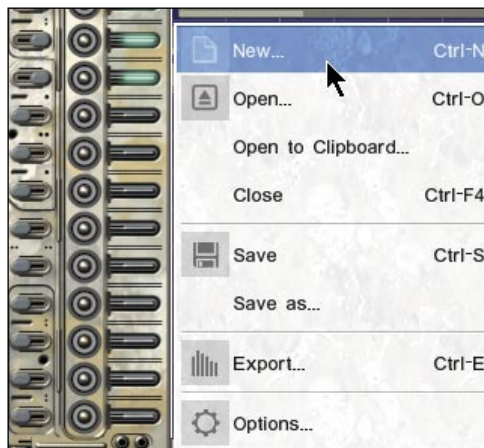 New... Ctrl-N
Open... Ctrl-O
Open to Clipboard...
Close Ctrl-F4
Save Ctrl-S
Save as...
Export... Ctrl-E
Options...